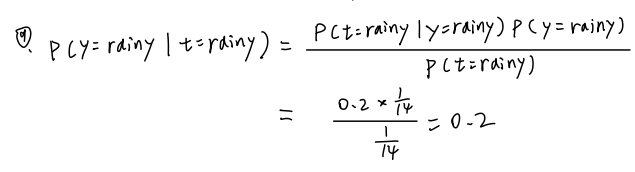 ④. P(y=rainy | t=rainy) = P(t=rainy | y=rainy) P(y=rainy) / P(t=rainy)
= (0.2 × 1/14) / (1/14) = 0.2